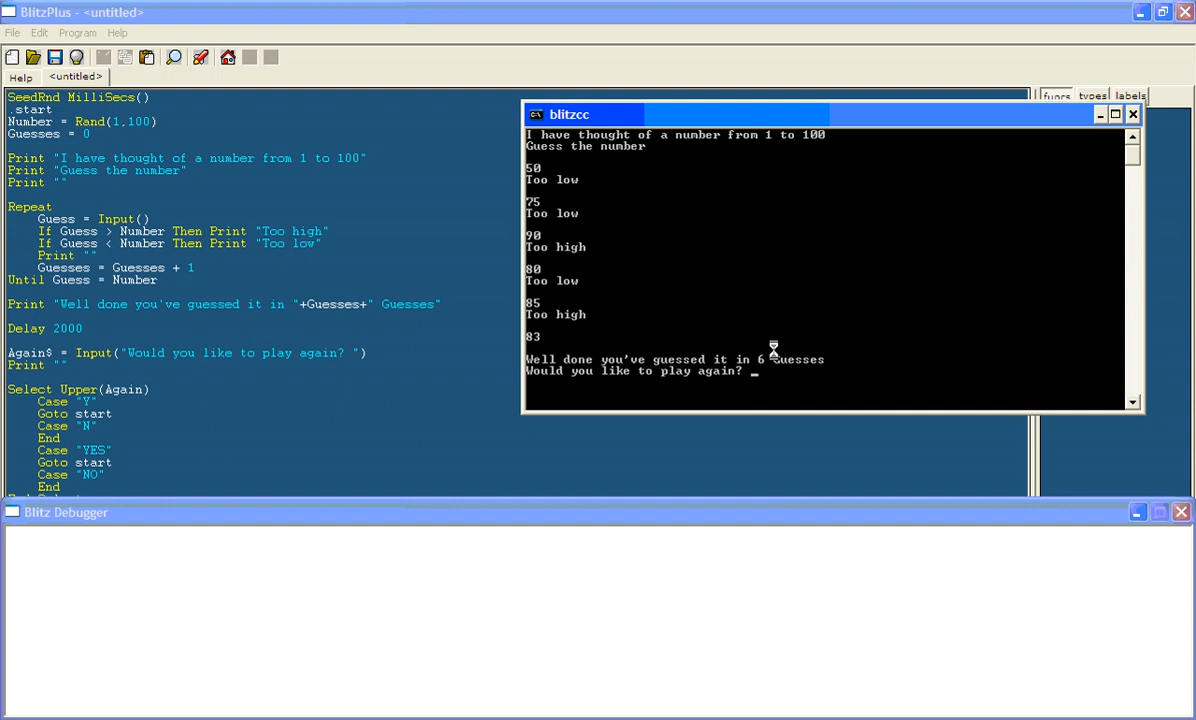 BlitzPlus - <untitled>
File Edit Program Help
Help <untitled>
funcs types labels
SeedRnd MilliSecs()
start
Number = Rand(1,100)
Guesses = 0
Print "I have thought of a number from 1 to 100"
Print "Guess the number"
Print ""
Repeat
Guess = Input()
If Guess > Number Then Print "Too high"
If Guess < Number Then Print "Too low"
Print ""
Guesses = Guesses + 1
Until Guess = Number
Print "Well done you've guessed it in "+Guesses+" Guesses"
Delay 2000
Again$ = Input("Would you like to play again? ")
Print ""
Select Upper(Again)
Case "Y"
Goto start
Case "N"
End
Case "YES"
Goto start
Case "NO"
End
blitzcc
I have thought of a number from 1 to 100
Guess the number
50
Too low
75
Too low
90
Too high
80
Too low
85
Too high
83
Well done you've guessed it in 6 Guesses
Would you like to play again? _
Blitz Debugger